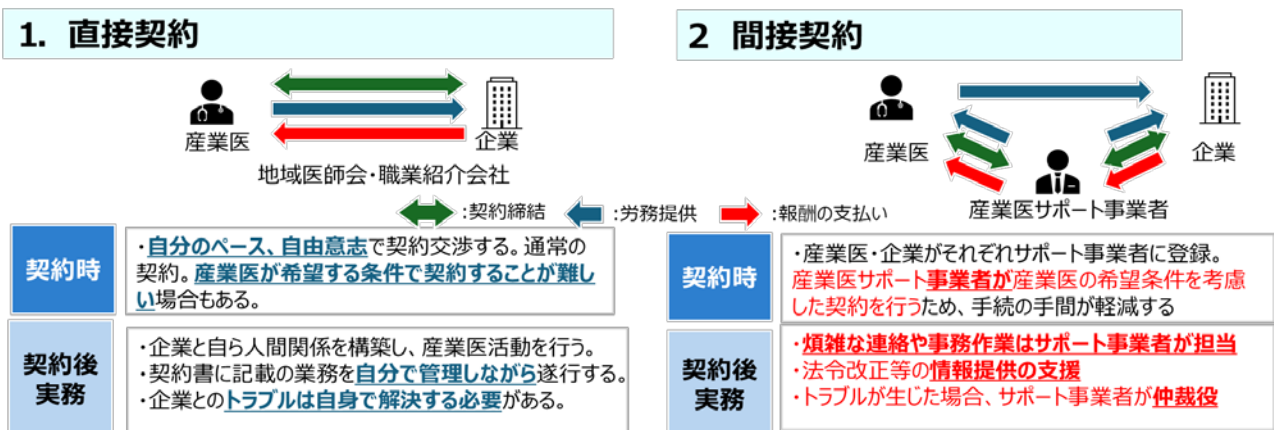 1. 直接契約
産業医
企業
地域医師会・職業紹介会社
2 間接契約
産業医
企業
産業医サポート事業者
:契約締結 :労務提供 :報酬の支払い
契約時
・自分のペース、自由意志で契約交渉する。通常の
契約。産業医が希望する条件で契約することが難し
い場合もある。
契約後
実務
・企業と自ら人間関係を構築し、産業医活動を行う。
・契約書に記載の業務を自分で管理しながら遂行する。
・企業とのトラブルは自身で解決する必要がある。
契約時
・産業医・企業がそれぞれサポート事業者に登録。
産業医サポート事業者が産業医の希望条件を考慮
した契約を行うため、手続の手間が軽減する
契約後
実務
・煩雑な連絡や事務作業はサポート事業者が担当
・法令改正等の情報提供の支援
・トラブルが生じた場合、サポート事業者が仲裁役